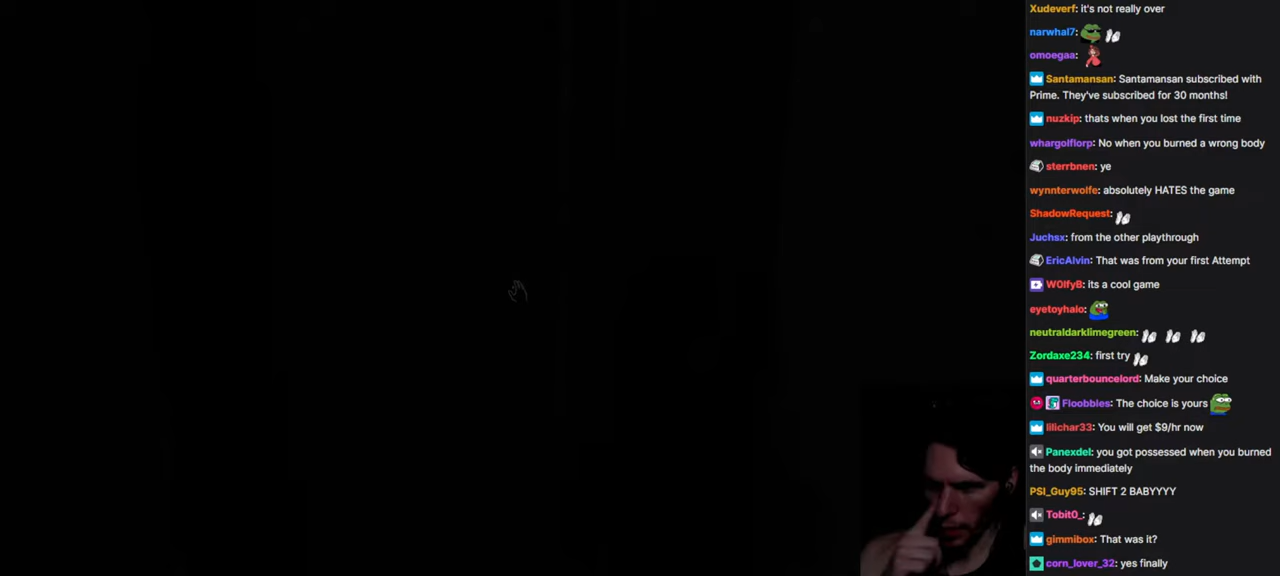 Xudeverf: it's not really over
narwhal7:
omoegaa:
Santamansan: Santamansan subscribed with
Prime. They've subscribed for 30 months!
nuzkip: thats when you lost the first time
whargolflorp: No when you burned a wrong body
sterrbnen: ye
wynnterwolfe: absolutely HATES the game
ShadowRequest:
Juchsx: from the other playthrough
EricAlvin: That was from your first Attempt
W0lfyB: its a cool game
eyetoyhalo:
neutraldarklimegreen:
Zordaxe234: first try
quarterbouncelord: Make your choice
Floobbles: The choice is yours
lilichar33: You will get $9/hr now
Panexdel: you got possessed when you burned
the body immediately
PSI_Guy95: SHIFT 2 BABYYYY
Tobit0_:
gimmibox: That was it?
corn_lover_32: yes finally